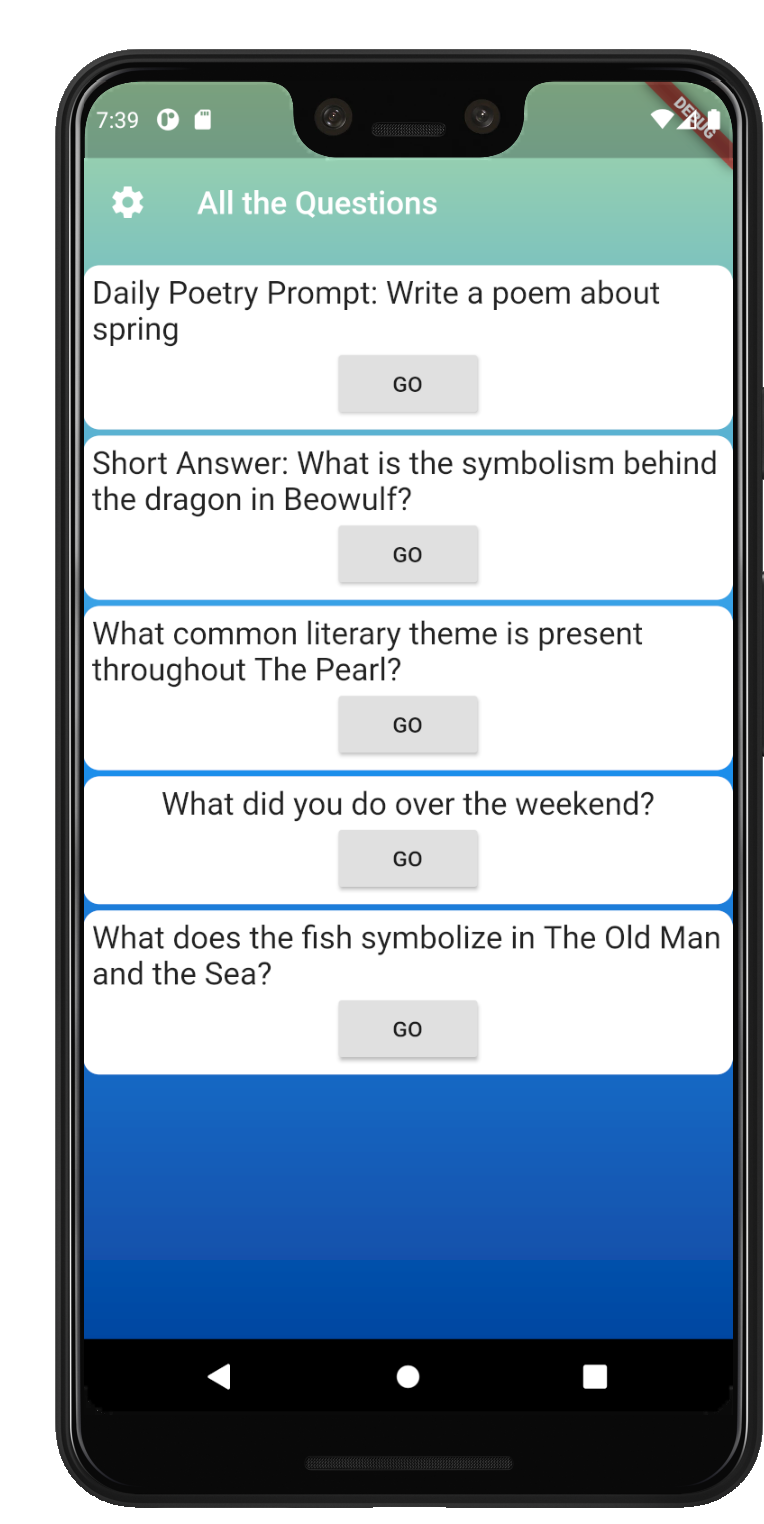 7:39
DEBUG
All the Questions
Daily Poetry Prompt: Write a poem about
spring
GO
Short Answer: What is the symbolism behind
the dragon in Beowulf?
GO
What common literary theme is present
throughout The Pearl?
GO
What did you do over the weekend?
GO
What does the fish symbolize in The Old Man
and the Sea?
GO